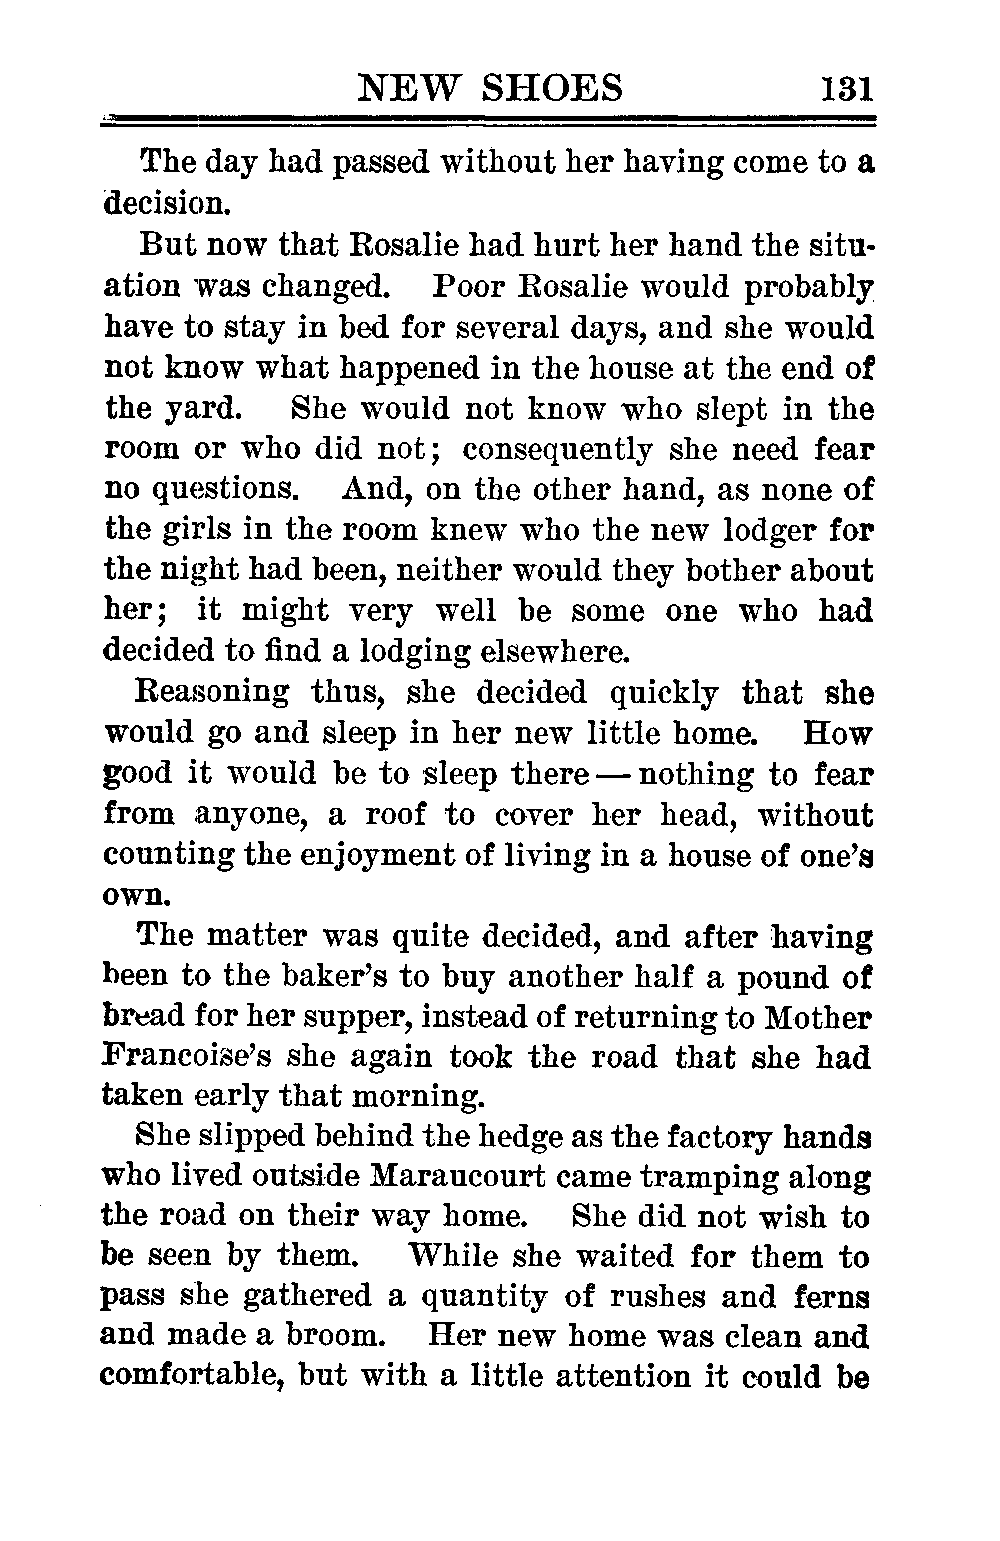 NEW SHOES 131
The day had passed without her having come to a
decision.
But now that Rosalie had hurt her hand the situ-
ation was changed. Poor Rosalie would probably
have to stay in bed for several days, and she would
not know what happened in the house at the end of
the yard. She would not know who slept in the
room or who did not; consequently she need fear
no questions. And, on the other hand, as none of
the girls in the room knew who the new lodger for
the night had been, neither would they bother about
her; it might very well be some one who had
decided to find a lodging elsewhere.
Reasoning thus, she decided quickly that she
would go and sleep in her new little home. How
good it would be to sleep there — nothing to fear
from anyone, a roof to cover her head, without
counting the enjoyment of living in a house of one's
own.
The matter was quite decided, and after having
been to the baker's to buy another half a pound of
bread for her supper, instead of returning to Mother
Francoise's she again took the road that she had
taken early that morning.
She slipped behind the hedge as the factory hands
who lived outside Maraucourt came tramping along
the road on their way home. She did not wish to
be seen by them. While she waited for them to
pass she gathered a quantity of rushes and ferns
and made a broom. Her new home was clean and
comfortable, but with a little attention it could be